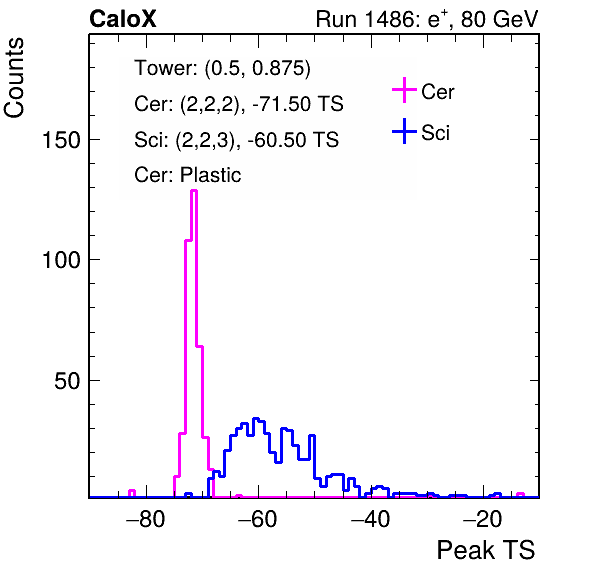 CaloX Run 1486: e⁺, 80 GeV
Counts
Tower: (0.5, 0.875)
Cer: (2,2,2), -71.50 TS
Sci: (2,2,3), -60.50 TS
Cer: Plastic
Cer
Sci
150
100
50
−80 −60 −40 −20
Peak TS